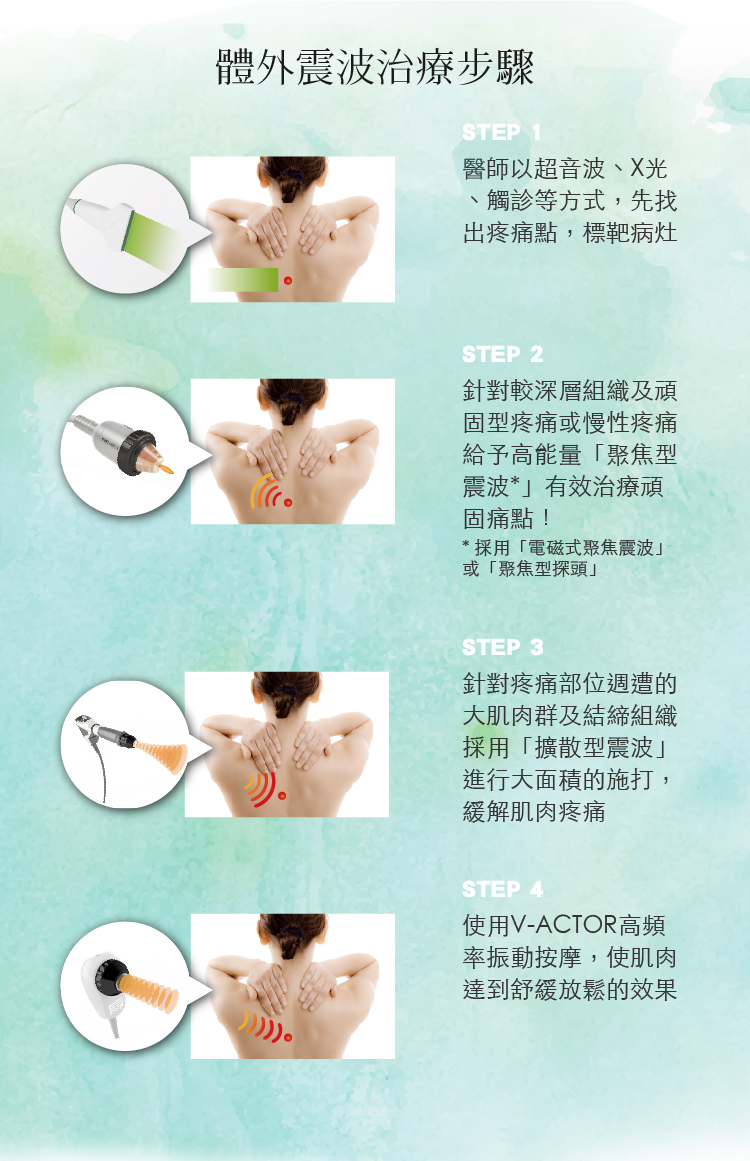 體外震波治療步驟
STEP 1
醫師以超音波、X光
、觸診等方式，先找
出疼痛點，標靶病灶
STEP 2
針對較深層組織及頑
固型疼痛或慢性疼痛
給予高能量「聚焦型
震波*」有效治療頑
固痛點！
* 採用「電磁式聚焦震波」
或「聚焦型探頭」
STEP 3
針對疼痛部位週遭的
大肌肉群及結締組織
採用「擴散型震波」
進行大面積的施打，
緩解肌肉疼痛
STEP 4
使用V-ACTOR高頻
率振動按摩，使肌肉
達到舒緩放鬆的效果